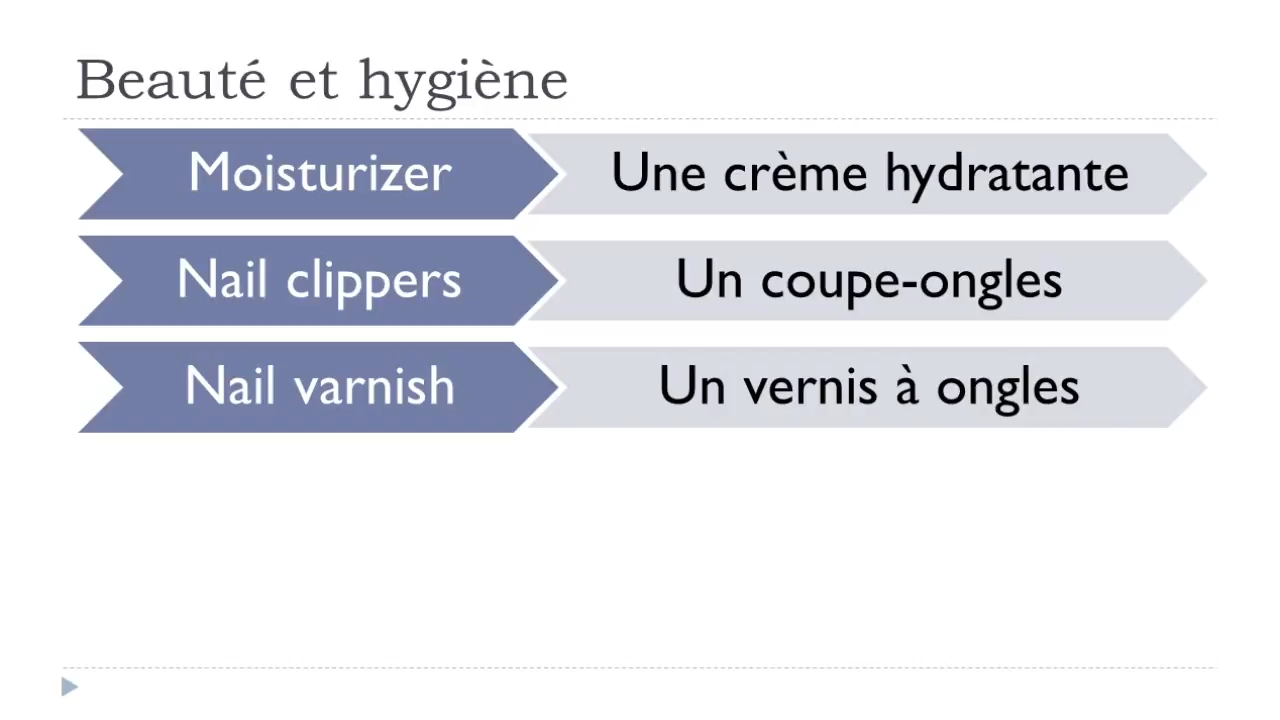 Beauté et hygiène
Moisturizer
Une crème hydratante
Nail clippers
Un coupe-ongles
Nail varnish
Un vernis à ongles